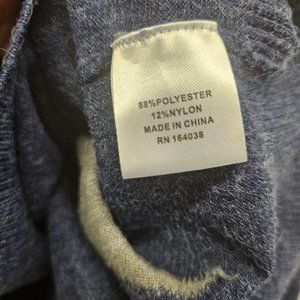 88%POLYESTER
12%NYLON
MADE IN CHINA
RN 164038